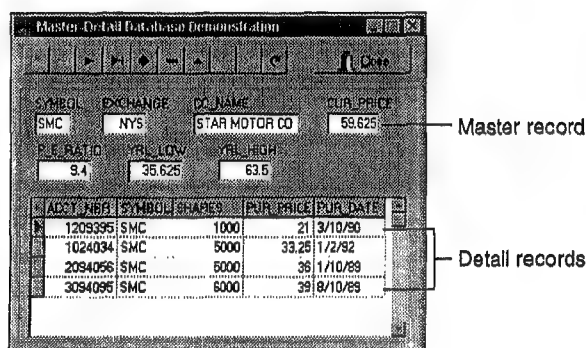 Master-Detail Database Demonstration
Close
SYMBOL EXCHANGE CO_NAME CUR_PRICE
SMC NYS STAR MOTOR CO 59.625
Master record
P_E_RATIO YRL_LOW YRL_HIGH
9.4 35.625 63.5
ACCT_NBR SYMBOL SHARES PUR_PRICE PUR_DATE
1209395 SMC 1000 21 3/10/90
1024034 SMC 5000 33,25 1/2/92
2094056 SMC 5000 36 1/10/89
3094095 SMC 6000 39 8/10/89
Detail records